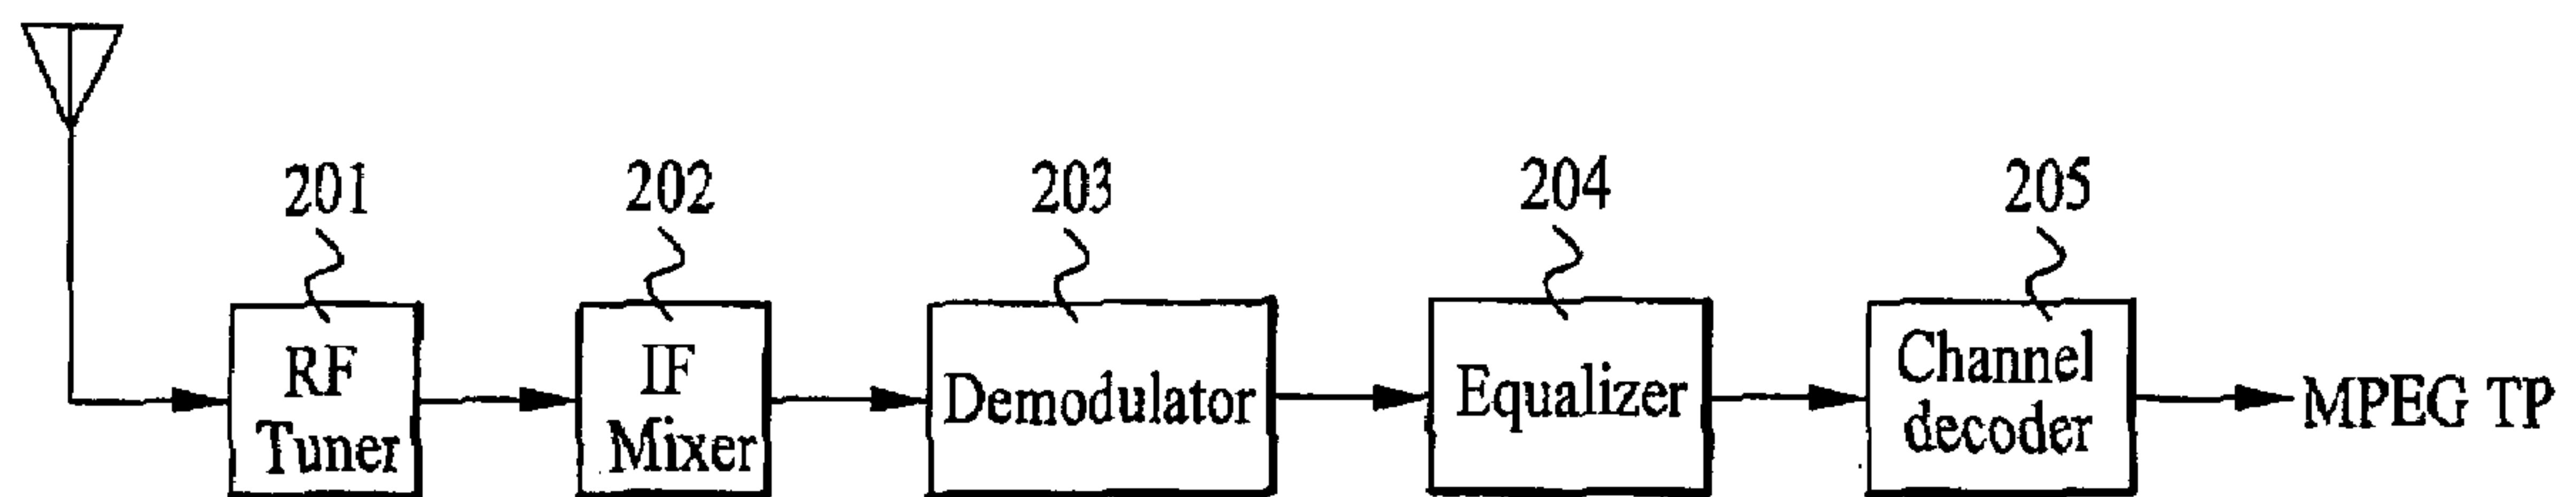 201
202
203
204
205
RF
Tuner
IF
Mixer
Demodulator
Equalizer
Channel
decoder
MPEG TP